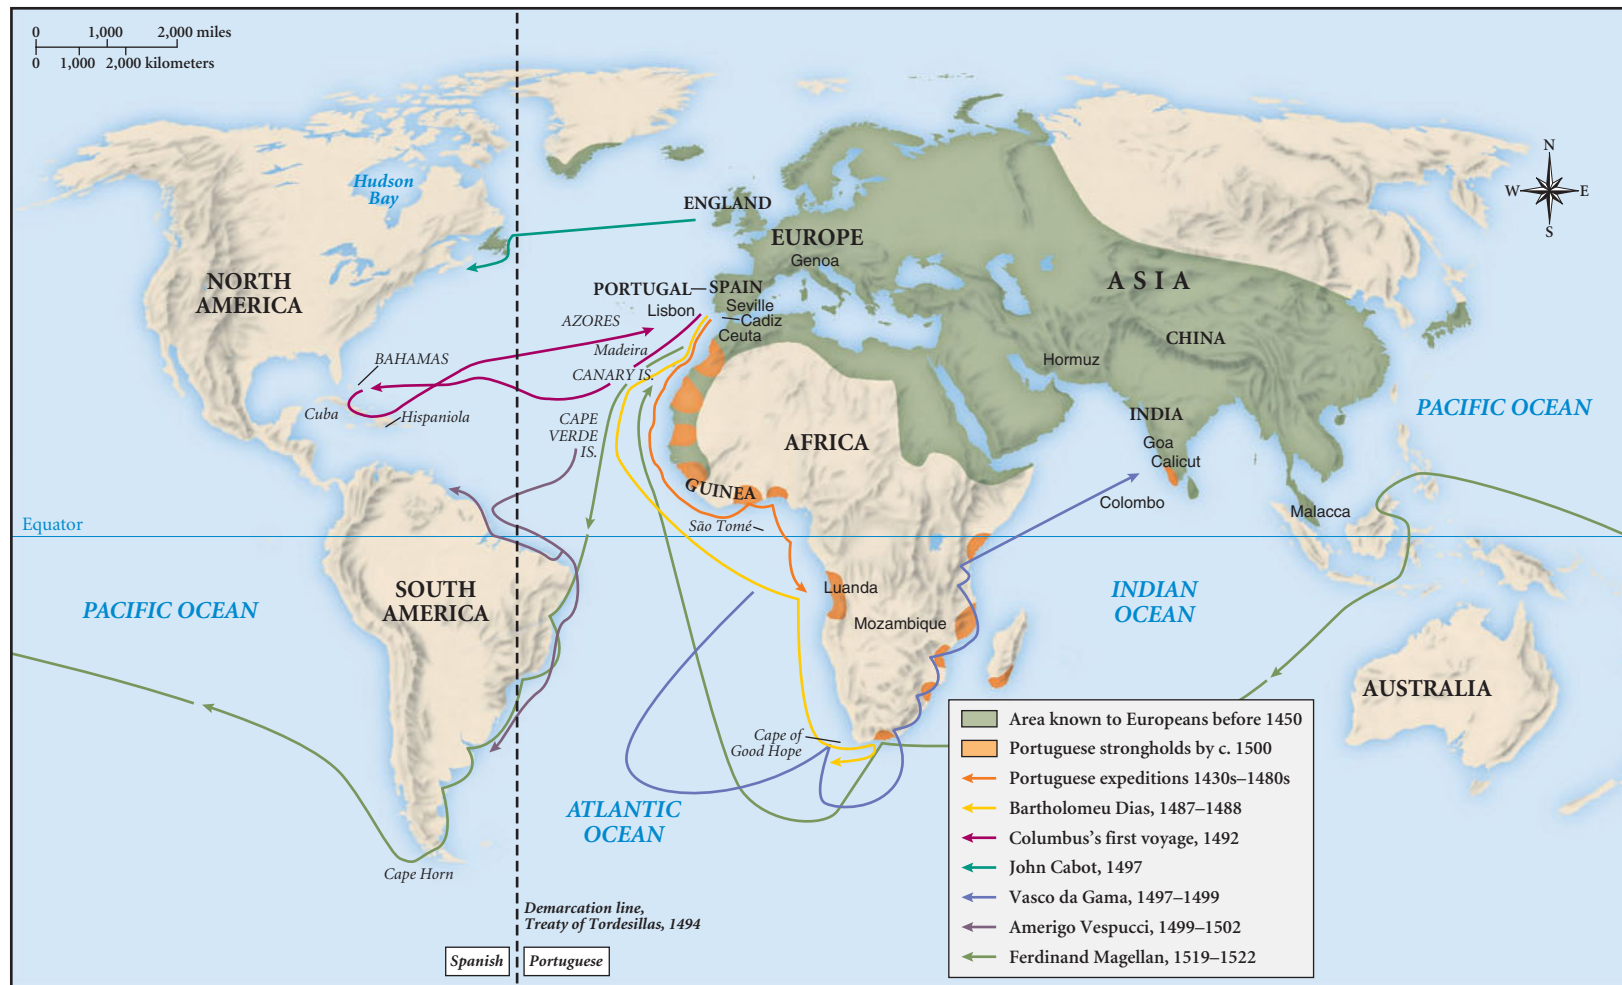 0 1,000 2,000 miles
0 1,000 2,000 kilometers
N
W E
S
Hudson
Bay
ENGLAND
EUROPE
Genoa
NORTH
AMERICA
ASIA
PORTUGAL SPAIN
Lisbon
Seville
Cadiz
Ceuta
AZORES
Madeira
CHINA
BAHAMAS
CANARY IS.
Hormuz
Cuba
Hispaniola
CAPE
VERDE
IS.
AFRICA
INDIA
Goa
Calicut
PACIFIC OCEAN
GUINEA
Colombo
Malacca
Equator
São Tomé
SOUTH
AMERICA
PACIFIC OCEAN
Luanda
Mozambique
INDIAN
OCEAN
AUSTRALIA
Cape of
Good Hope
ATLANTIC
OCEAN
Cape Horn
Demarcation line,
Treaty of Tordesillas, 1494
Spanish Portuguese
Area known to Europeans before 1450
Portuguese strongholds by c. 1500
Portuguese expeditions 1430s–1480s
Bartholomeu Dias, 1487–1488
Columbus's first voyage, 1492
John Cabot, 1497
Vasco da Gama, 1497–1499
Amerigo Vespucci, 1499–1502
Ferdinand Magellan, 1519–1522